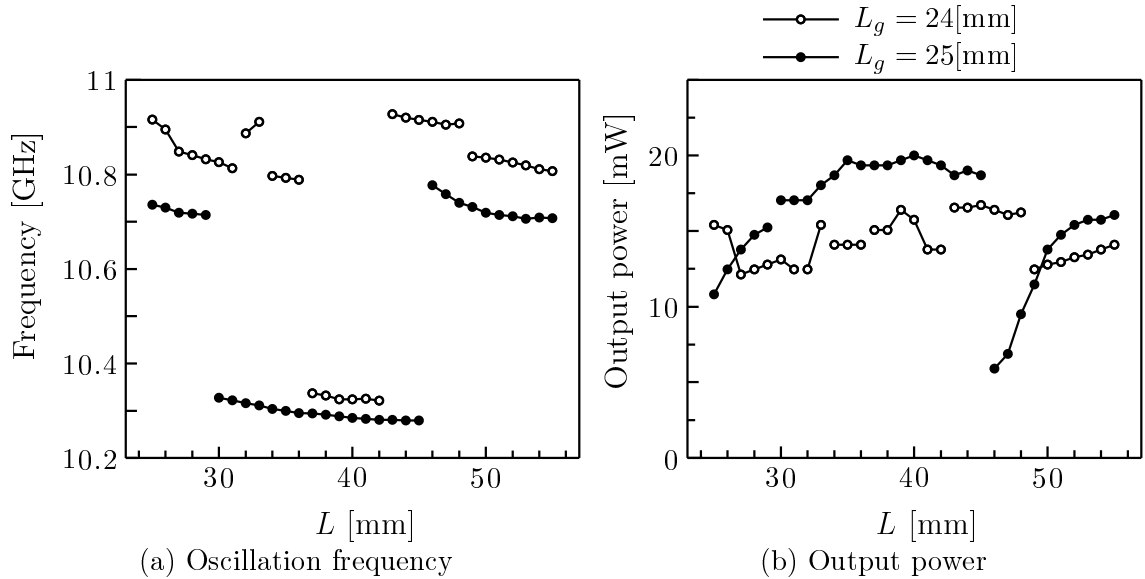 L_g = 24[mm]
L_g = 25[mm]
Frequency [GHz]
11
10.8
10.6
10.4
10.2
30 40 50
L [mm]
(a) Oscillation frequency
Output power [mW]
20
10
0
30 40 50
L [mm]
(b) Output power